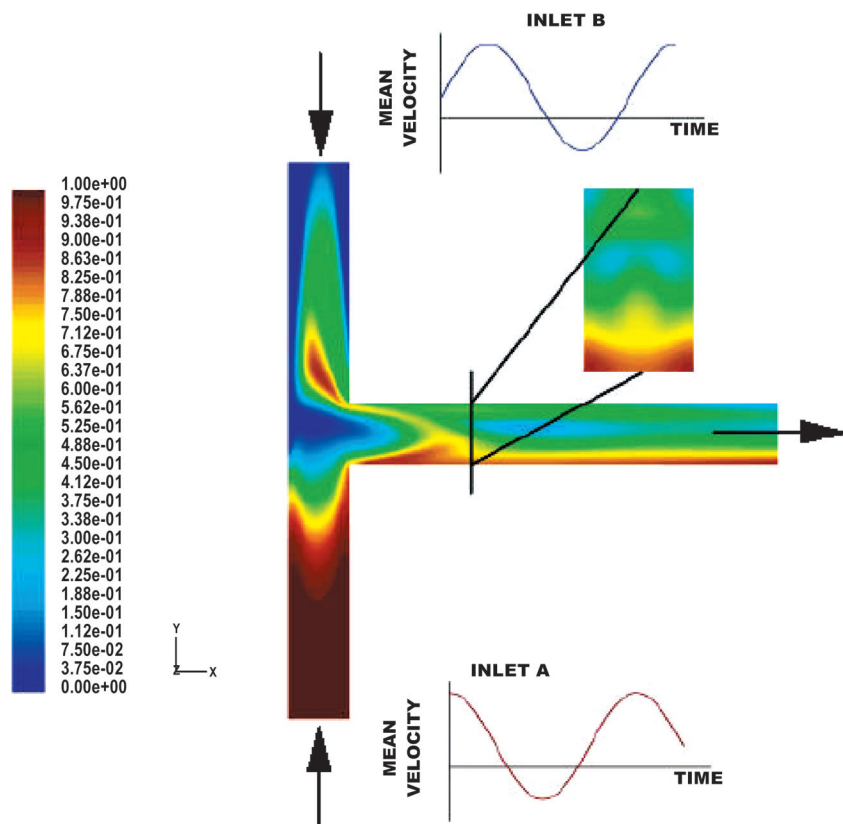 INLET B
MEAN
VELOCITY
TIME
1.00e+00
9.75e-01
9.38e-01
9.00e-01
8.63e-01
8.25e-01
7.88e-01
7.50e-01
7.12e-01
6.75e-01
6.37e-01
6.00e-01
5.62e-01
5.25e-01
4.88e-01
4.50e-01
4.12e-01
3.75e-01
3.38e-01
3.00e-01
2.62e-01
2.25e-01
1.88e-01
1.50e-01
1.12e-01
7.50e-02
3.75e-02
0.00e+00
Y
Z
X
INLET A
MEAN
VELOCITY
TIME